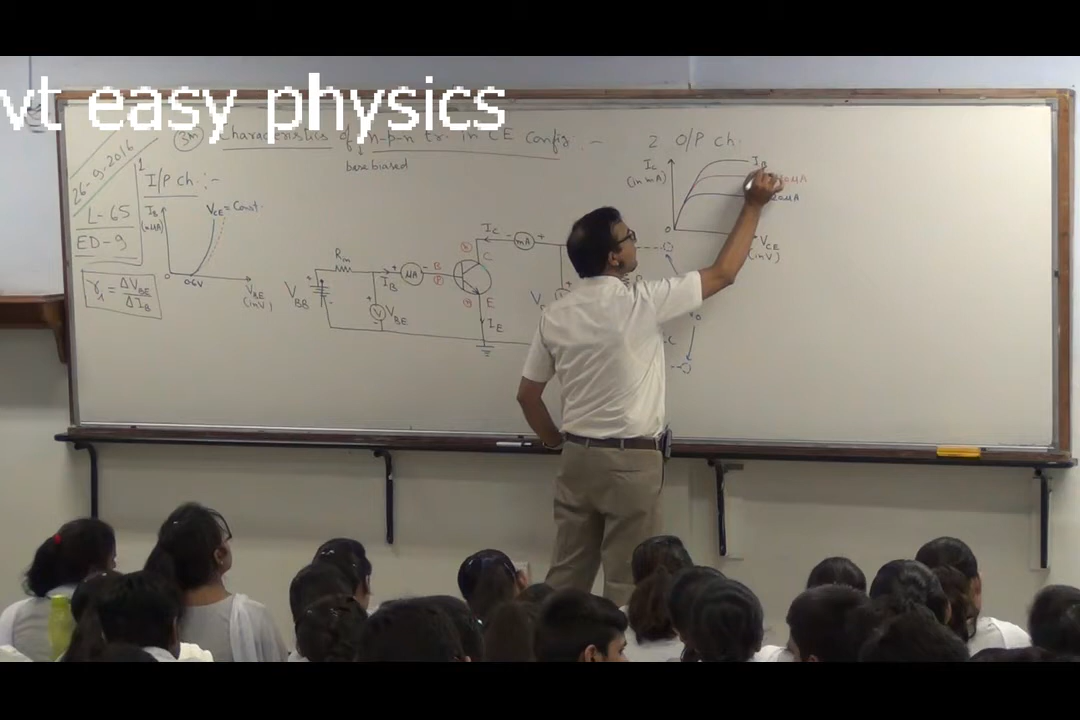 vt easy physics
3m Characteristics of n-p-n tr. in CE Config :-
base biased
26-9-2016
L-65
ED-9
1 I/P ch :-
IB
(in μA)
VCE = Const.
0
0.6V
VBE
(in V)
r1 = ΔVBE / ΔIB
VBB
Rin
IB
μA
V
VBE
B
C
E
IC
mA
IE
2 O/P ch.
IC
(in mA)
IB
0
VCE
(in V)